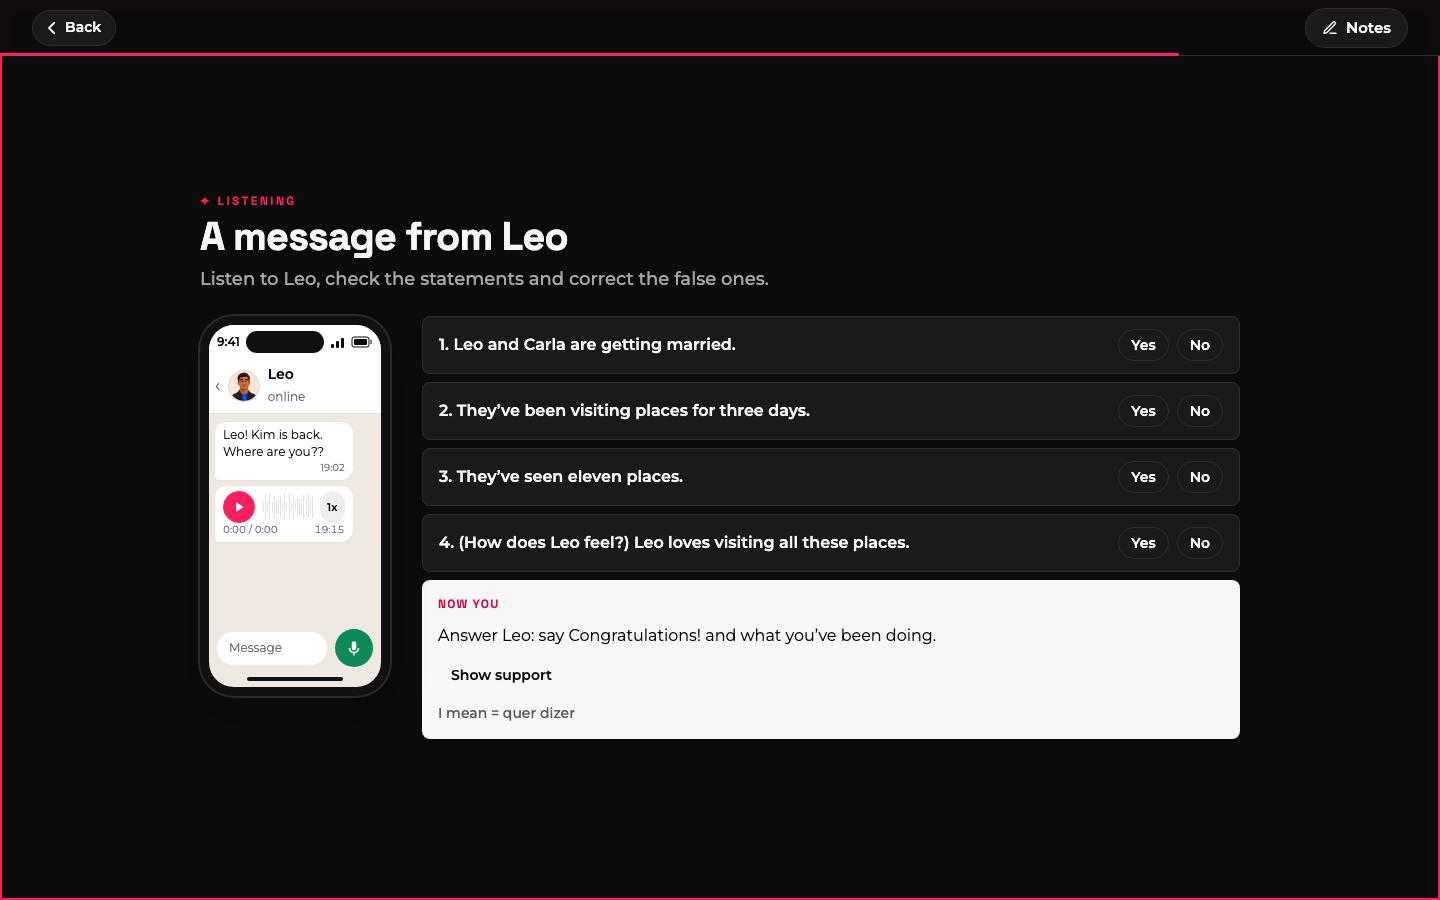 Back
Notes
LISTENING
A message from Leo
Listen to Leo, check the statements and correct the false ones.
9:41
Leo
online
Leo! Kim is back.
Where are you??
19:02
1x
0:00 / 0:00
19:15
Message
1. Leo and Carla are getting married.
Yes
No
2. They’ve been visiting places for three days.
Yes
No
3. They’ve seen eleven places.
Yes
No
4. (How does Leo feel?) Leo loves visiting all these places.
Yes
No
NOW YOU
Answer Leo: say Congratulations! and what you’ve been doing.
Show support
I mean = quer dizer